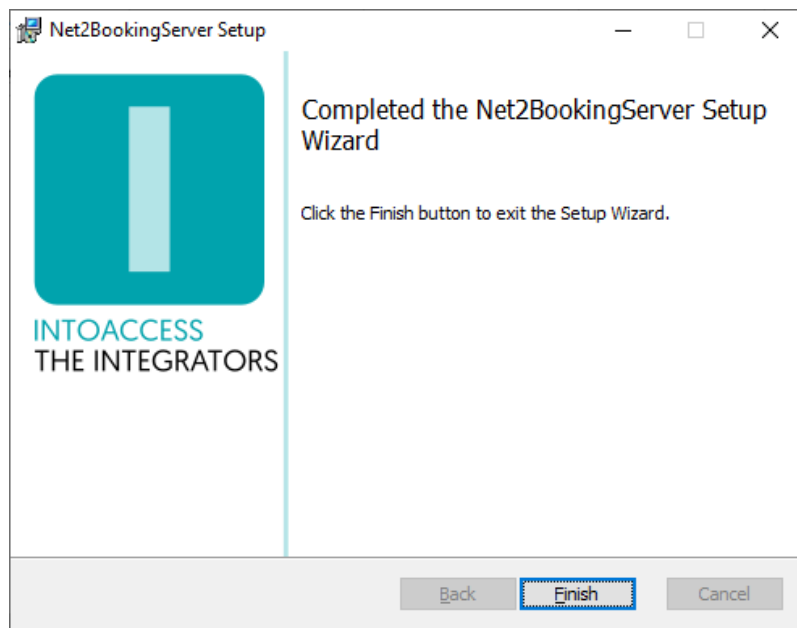 Net2BookingServer Setup
Completed the Net2BookingServer Setup
Wizard
Click the Finish button to exit the Setup Wizard.
INTOACCESS
THE INTEGRATORS
Back
Finish
Cancel